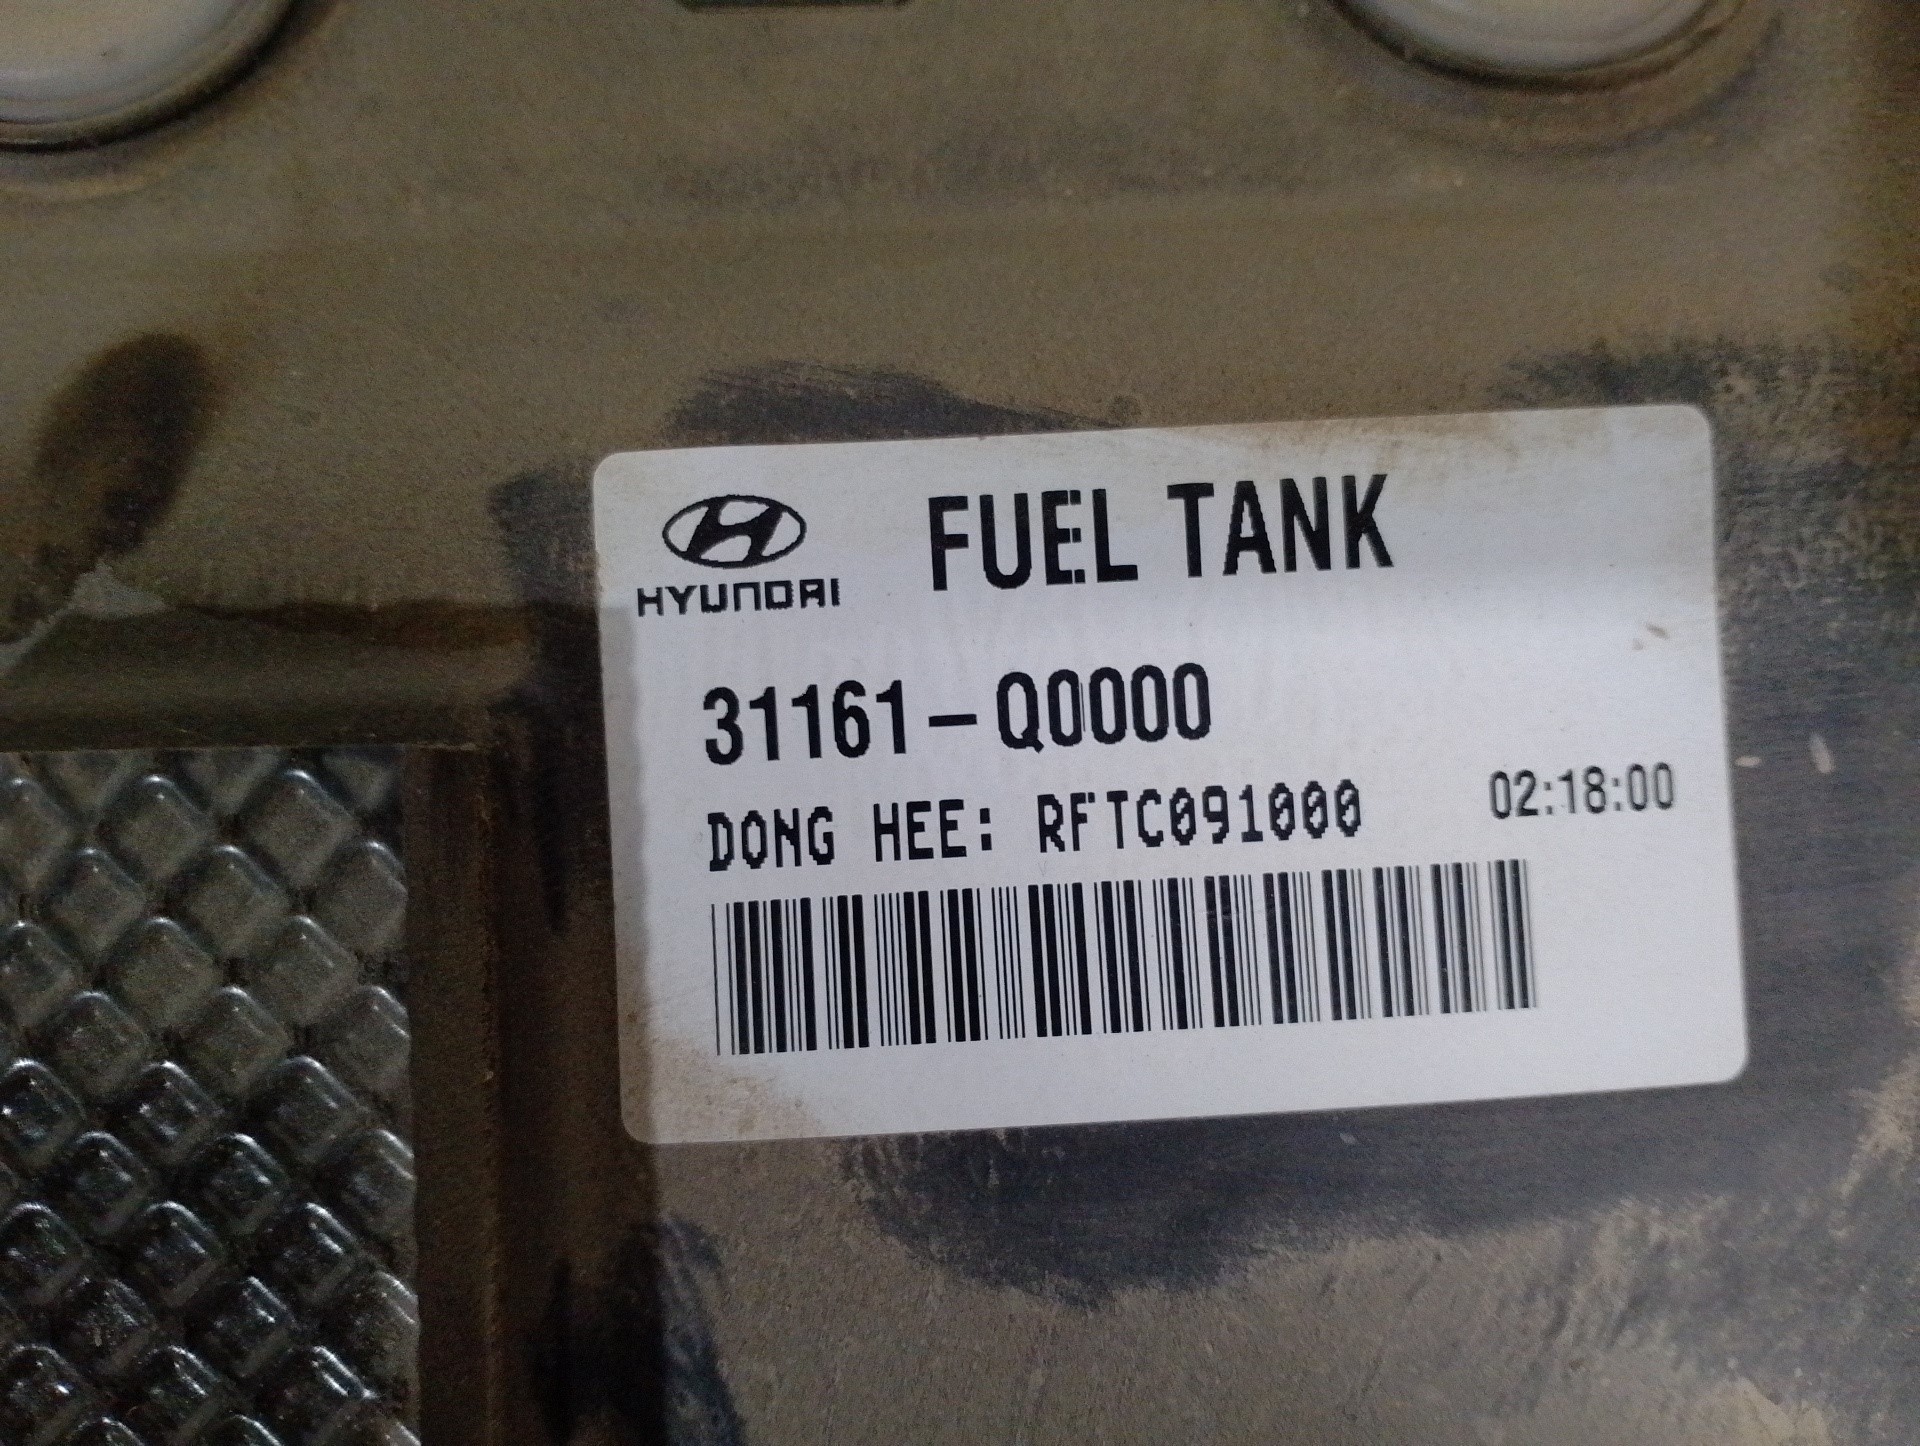 FUEL TANK
HYUNDAI
31161-Q0000
DONG HEE: RFTC091000 02:18:00